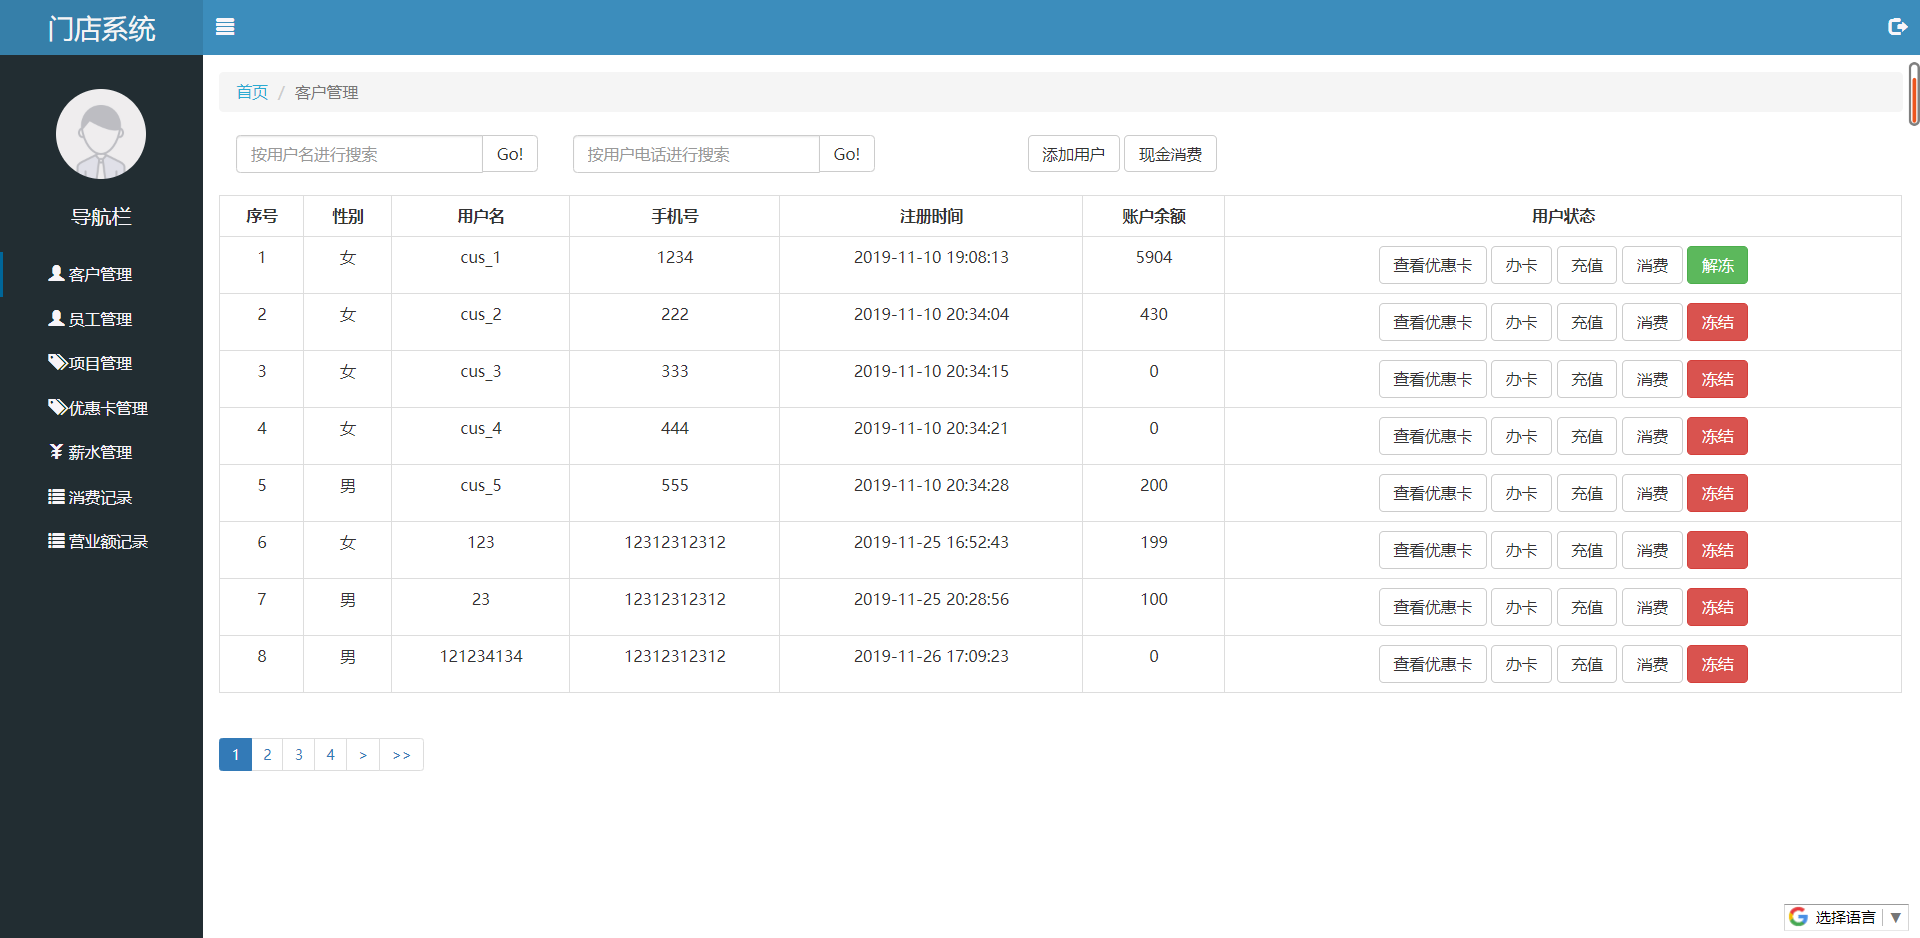 门店系统
导航栏
客户管理
员工管理
项目管理
优惠卡管理
薪水管理
消费记录
营业额记录
首页 / 客户管理
按用户名进行搜索 Go! 按用户电话进行搜索 Go! 添加用户 现金消费
序号 性别 用户名 手机号 注册时间 账户余额 用户状态
1 女 cus_1 1234 2019-11-10 19:08:13 5904 查看优惠卡 办卡 充值 消费 解冻
2 女 cus_2 222 2019-11-10 20:34:04 430 查看优惠卡 办卡 充值 消费 冻结
3 女 cus_3 333 2019-11-10 20:34:15 0 查看优惠卡 办卡 充值 消费 冻结
4 女 cus_4 444 2019-11-10 20:34:21 0 查看优惠卡 办卡 充值 消费 冻结
5 男 cus_5 555 2019-11-10 20:34:28 200 查看优惠卡 办卡 充值 消费 冻结
6 女 123 12312312312 2019-11-25 16:52:43 199 查看优惠卡 办卡 充值 消费 冻结
7 男 23 12312312312 2019-11-25 20:28:56 100 查看优惠卡 办卡 充值 消费 冻结
8 男 121234134 12312312312 2019-11-26 17:09:23 0 查看优惠卡 办卡 充值 消费 冻结
1 2 3 4 > >>
选择语言 ▼